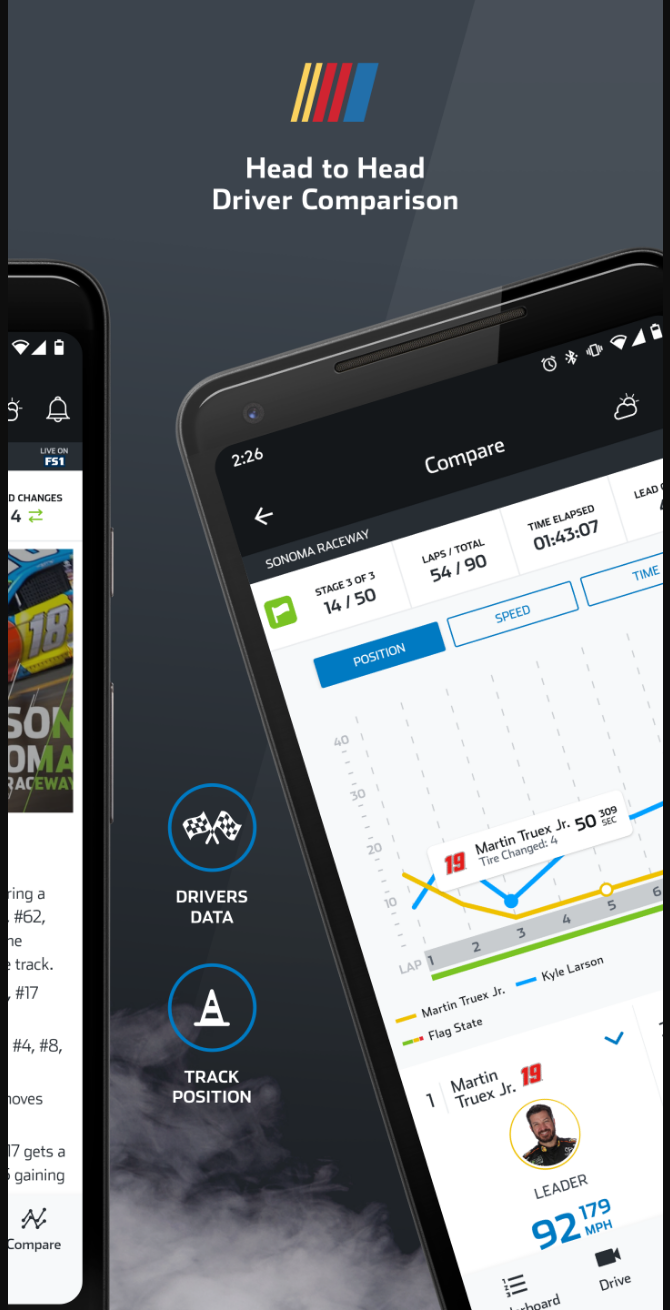 Head to Head
Driver Comparison
LIVE ON
FS1
D CHANGES
4
18
SON
OMA
RACEWAY
ring a
#62,
ne
e track.
, #17
#4, #8,
noves
17 gets a
gaining
Compare
DRIVERS
DATA
TRACK
POSITION
2:26
Compare
SONOMA RACEWAY
STAGE 3 OF 3
14 / 50
LAPS / TOTAL
54 / 90
TIME ELAPSED
01:43:07
LEAD
POSITION
SPEED
TIME
40
30
20
10
19 Martin Truex Jr. 50 309 SEC
Tire Changed: 4
LAP 1 2 3 4 5 6
Martin Truex Jr.
Kyle Larson
Flag State
1
Martin
Truex Jr. 19
LEADER
92 179 MPH
Drive